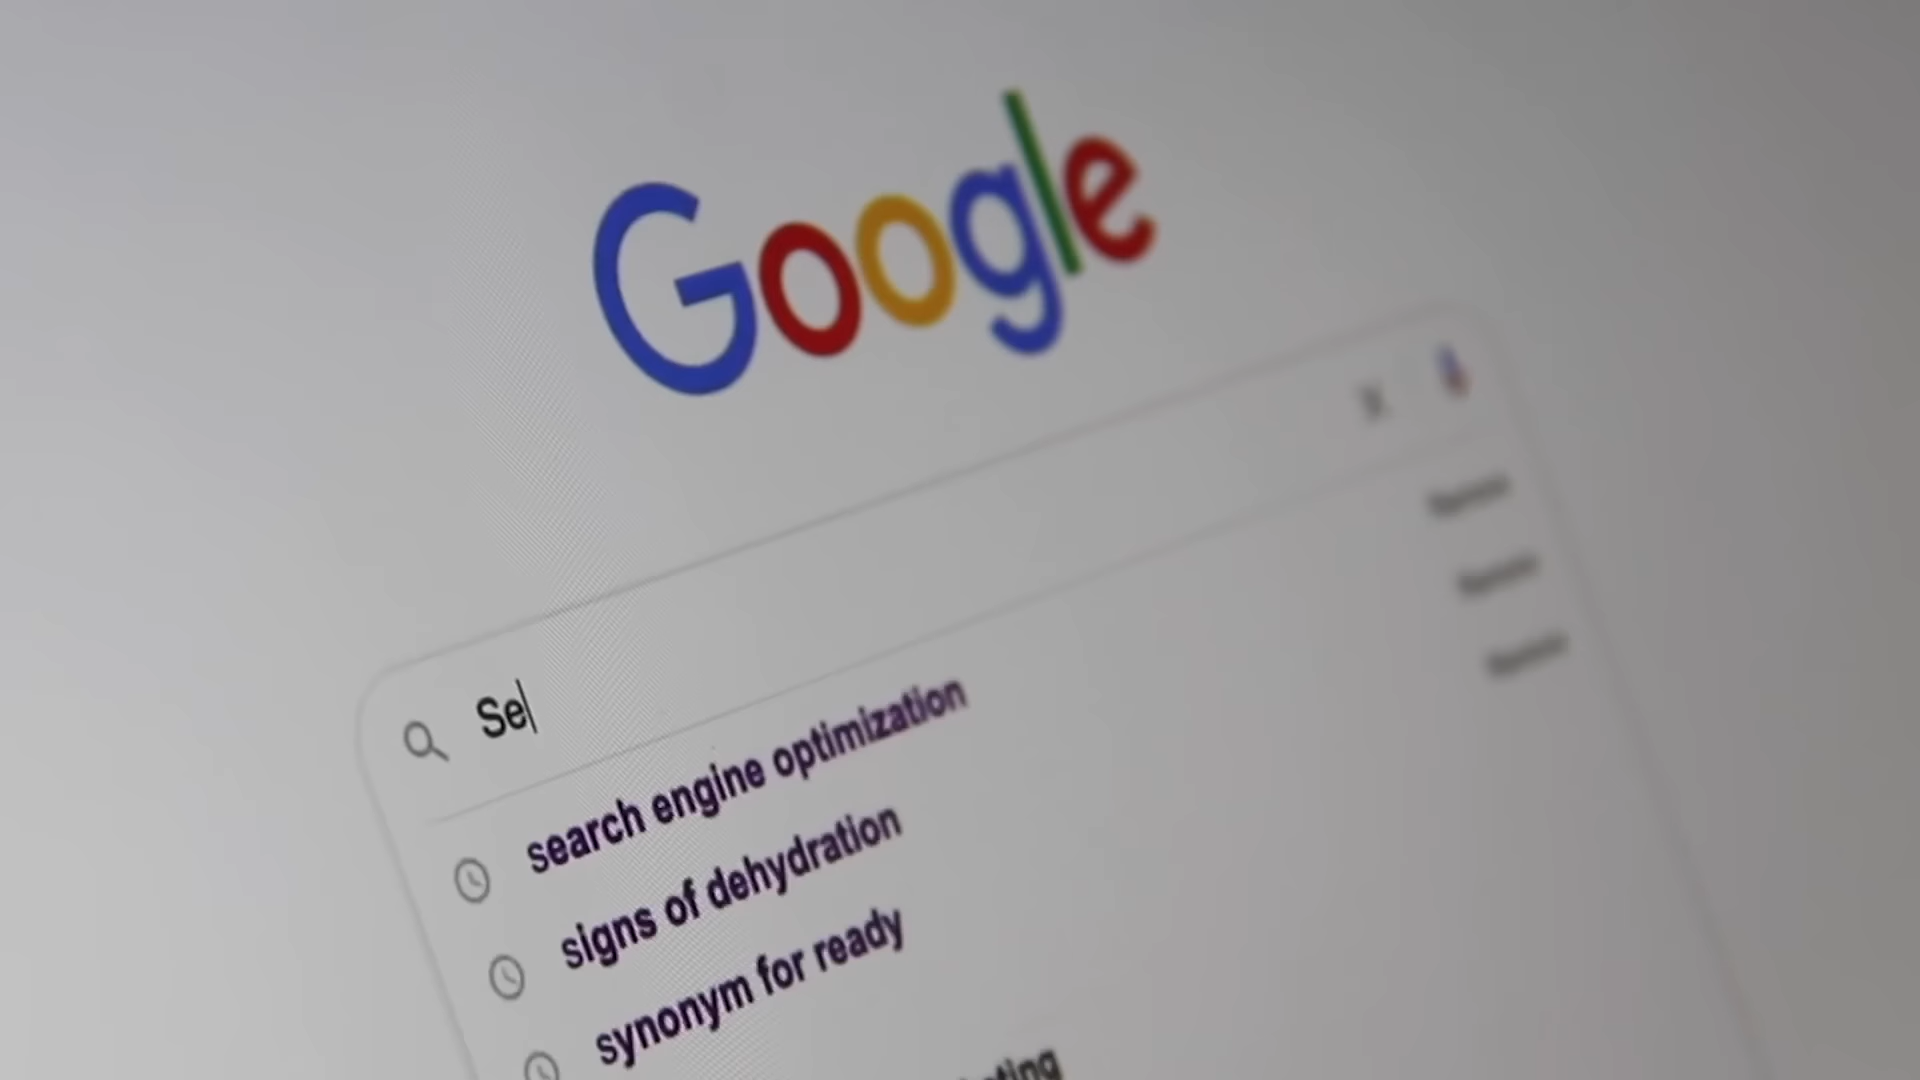 Google
Se
search engine optimization
signs of dehydration
synonym for ready